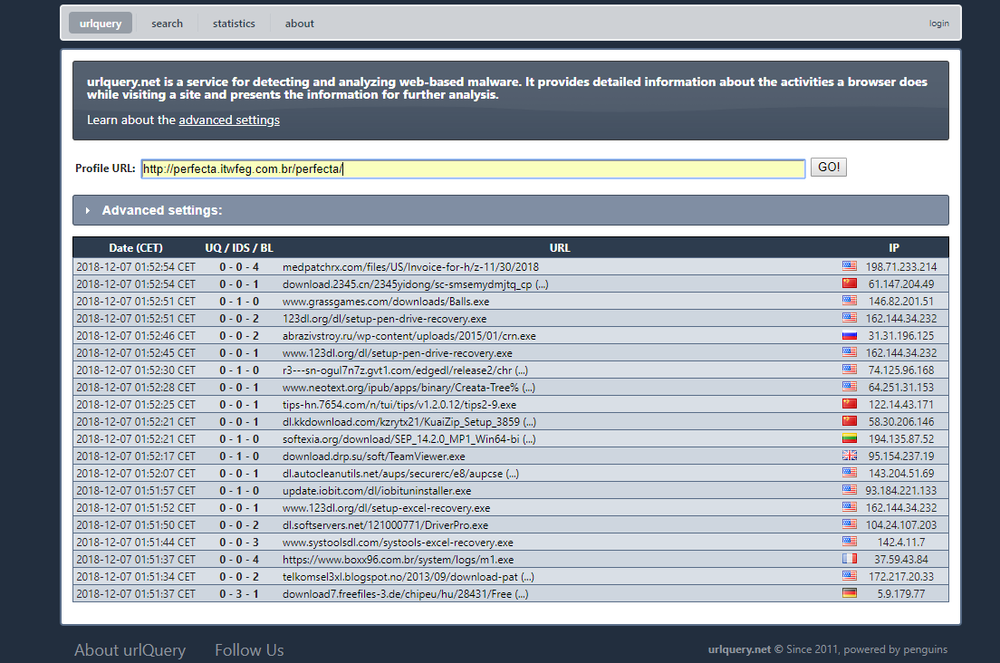 urlquery search statistics about login
urlquery.net is a service for detecting and analyzing web-based malware. It provides detailed information about the activities a browser does
while visiting a site and presents the information for further analysis.
Learn about the advanced settings
Profile URL: http://perfecta.itwfeg.com.br/perfecta/ GO!
Advanced settings:
Date (CET) UQ / IDS / BL URL IP
2018-12-07 01:52:54 CET 0 - 0 - 4 medpatchrx.com/files/US/Invoice-for-h/z-11/30/2018 198.71.233.214
2018-12-07 01:52:54 CET 0 - 0 - 1 download.2345.cn/2345yidong/sc-smsemydmjtq_cp (...) 61.147.204.49
2018-12-07 01:52:51 CET 0 - 1 - 0 www.grassgames.com/downloads/Balls.exe 146.82.201.51
2018-12-07 01:52:51 CET 0 - 0 - 2 123dl.org/dl/setup-pen-drive-recovery.exe 162.144.34.232
2018-12-07 01:52:46 CET 0 - 0 - 2 abrazivstroy.ru/wp-content/uploads/2015/01/crn.exe 31.31.196.125
2018-12-07 01:52:45 CET 0 - 0 - 1 www.123dl.org/dl/setup-pen-drive-recovery.exe 162.144.34.232
2018-12-07 01:52:30 CET 0 - 1 - 0 r3---sn-ogul7n7z.gvt1.com/edgedl/release2/chr (...) 74.125.96.168
2018-12-07 01:52:28 CET 0 - 0 - 1 www.neotext.org/ipub/apps/binary/Creata-Tree% (...) 64.251.31.153
2018-12-07 01:52:25 CET 0 - 0 - 1 tips-hn.7654.com/n/tui/tips/v1.2.0.12/tips2-9.exe 122.14.43.171
2018-12-07 01:52:21 CET 0 - 0 - 1 dl.kkdownload.com/kzrytx21/KuaiZip_Setup_3859 (...) 58.30.206.146
2018-12-07 01:52:21 CET 0 - 1 - 0 softexia.org/download/SEP_14.2.0_MP1_Win64-bi (...) 194.135.87.52
2018-12-07 01:52:17 CET 0 - 1 - 0 download.drp.su/soft/TeamViewer.exe 95.154.237.19
2018-12-07 01:52:07 CET 0 - 0 - 1 dl.autocleanutils.net/aups/securerc/e8/aupcse (...) 143.204.51.69
2018-12-07 01:51:57 CET 0 - 1 - 0 update.iobit.com/dl/iobituninstaller.exe 93.184.221.133
2018-12-07 01:51:52 CET 0 - 0 - 1 www.123dl.org/dl/setup-excel-recovery.exe 162.144.34.232
2018-12-07 01:51:50 CET 0 - 0 - 2 dl.softservers.net/121000771/DriverPro.exe 104.24.107.203
2018-12-07 01:51:44 CET 0 - 0 - 3 www.systoolsdl.com/systools-excel-recovery.exe 142.4.11.7
2018-12-07 01:51:37 CET 0 - 0 - 4 https://www.boxx96.com.br/system/logs/m1.exe 37.59.43.84
2018-12-07 01:51:34 CET 0 - 0 - 2 telkomsel3xl.blogspot.no/2013/09/download-pat (...) 172.217.20.33
2018-12-07 01:51:37 CET 0 - 3 - 1 download7.freefiles-3.de/chipeu/hu/28431/Free (...) 5.9.179.77
About urlQuery Follow Us urlquery.net © Since 2011, powered by penguins